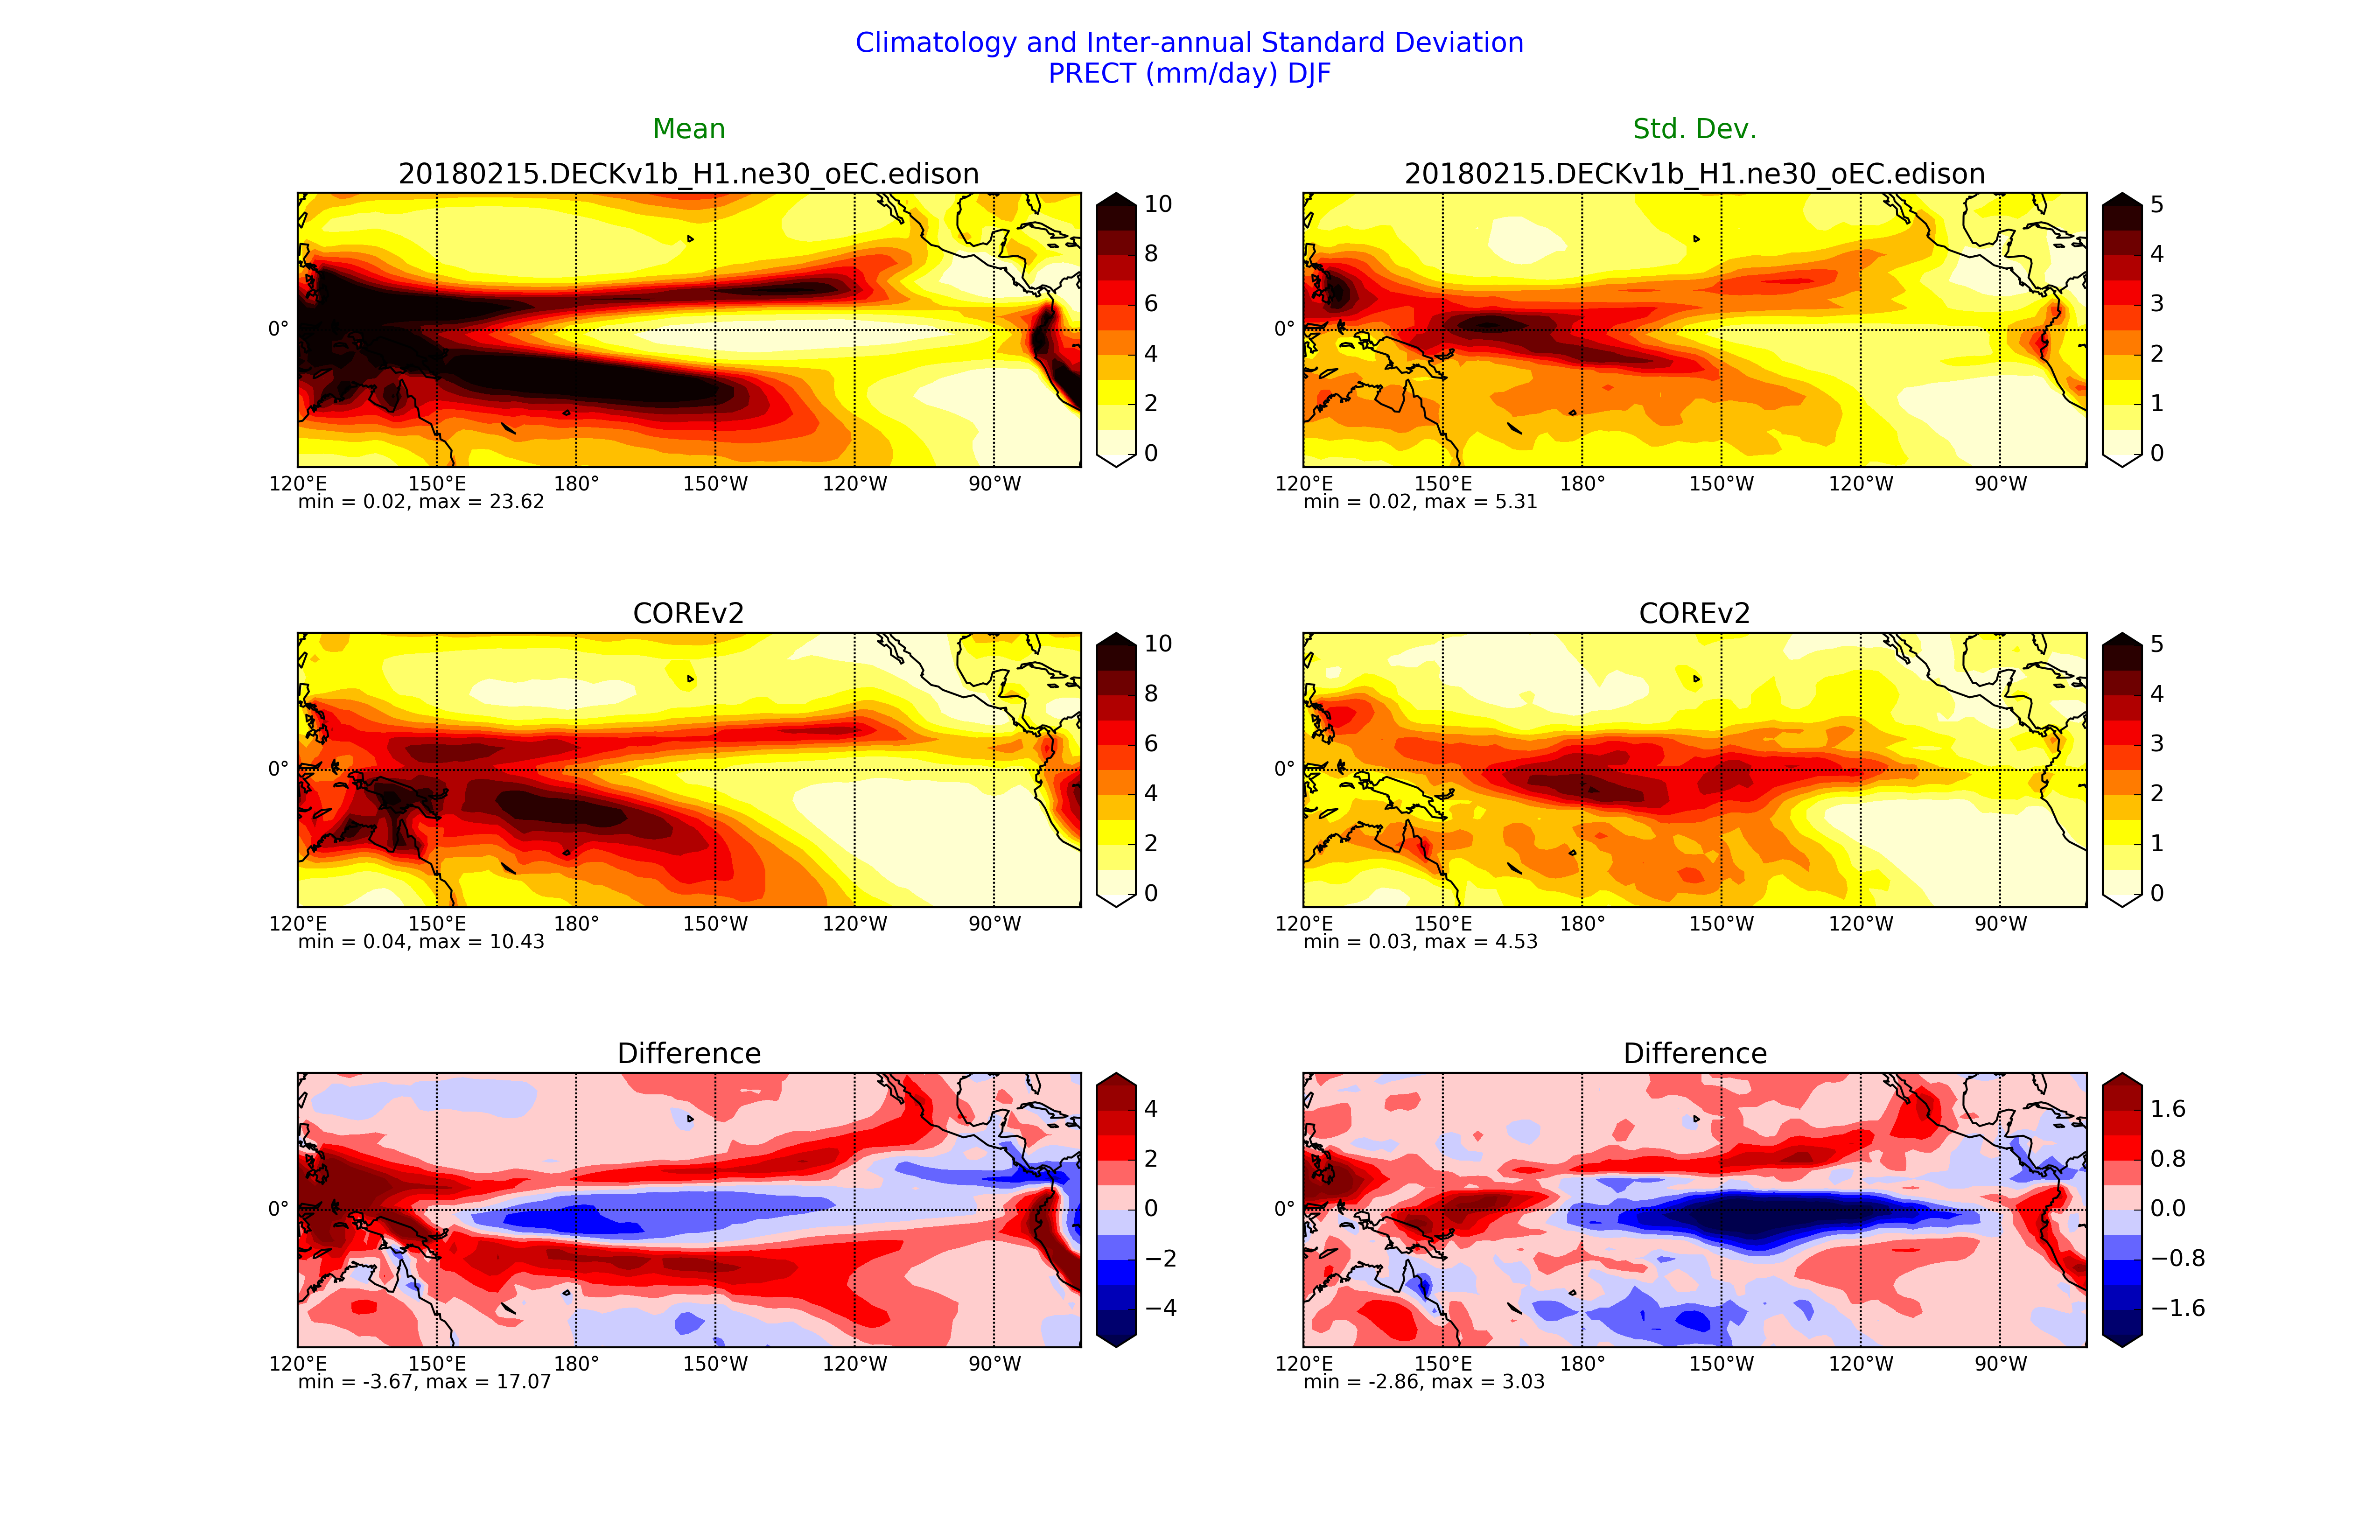 Climatology and Inter-annual Standard Deviation
PRECT (mm/day) DJF
Mean
Std. Dev.
20180215.DECKv1b_H1.ne30_oEC.edison
10
8
6
4
2
0
0°
120°E 150°E 180° 150°W 120°W 90°W
min = 0.02, max = 23.62
20180215.DECKv1b_H1.ne30_oEC.edison
5
4
3
2
1
0
0°
120°E 150°E 180° 150°W 120°W 90°W
min = 0.02, max = 5.31
COREv2
10
8
6
4
2
0
0°
120°E 150°E 180° 150°W 120°W 90°W
min = 0.04, max = 10.43
COREv2
5
4
3
2
1
0
0°
120°E 150°E 180° 150°W 120°W 90°W
min = 0.03, max = 4.53
Difference
4
2
0
−2
−4
0°
120°E 150°E 180° 150°W 120°W 90°W
min = -3.67, max = 17.07
Difference
1.6
0.8
0.0
−0.8
−1.6
0°
120°E 150°E 180° 150°W 120°W 90°W
min = -2.86, max = 3.03